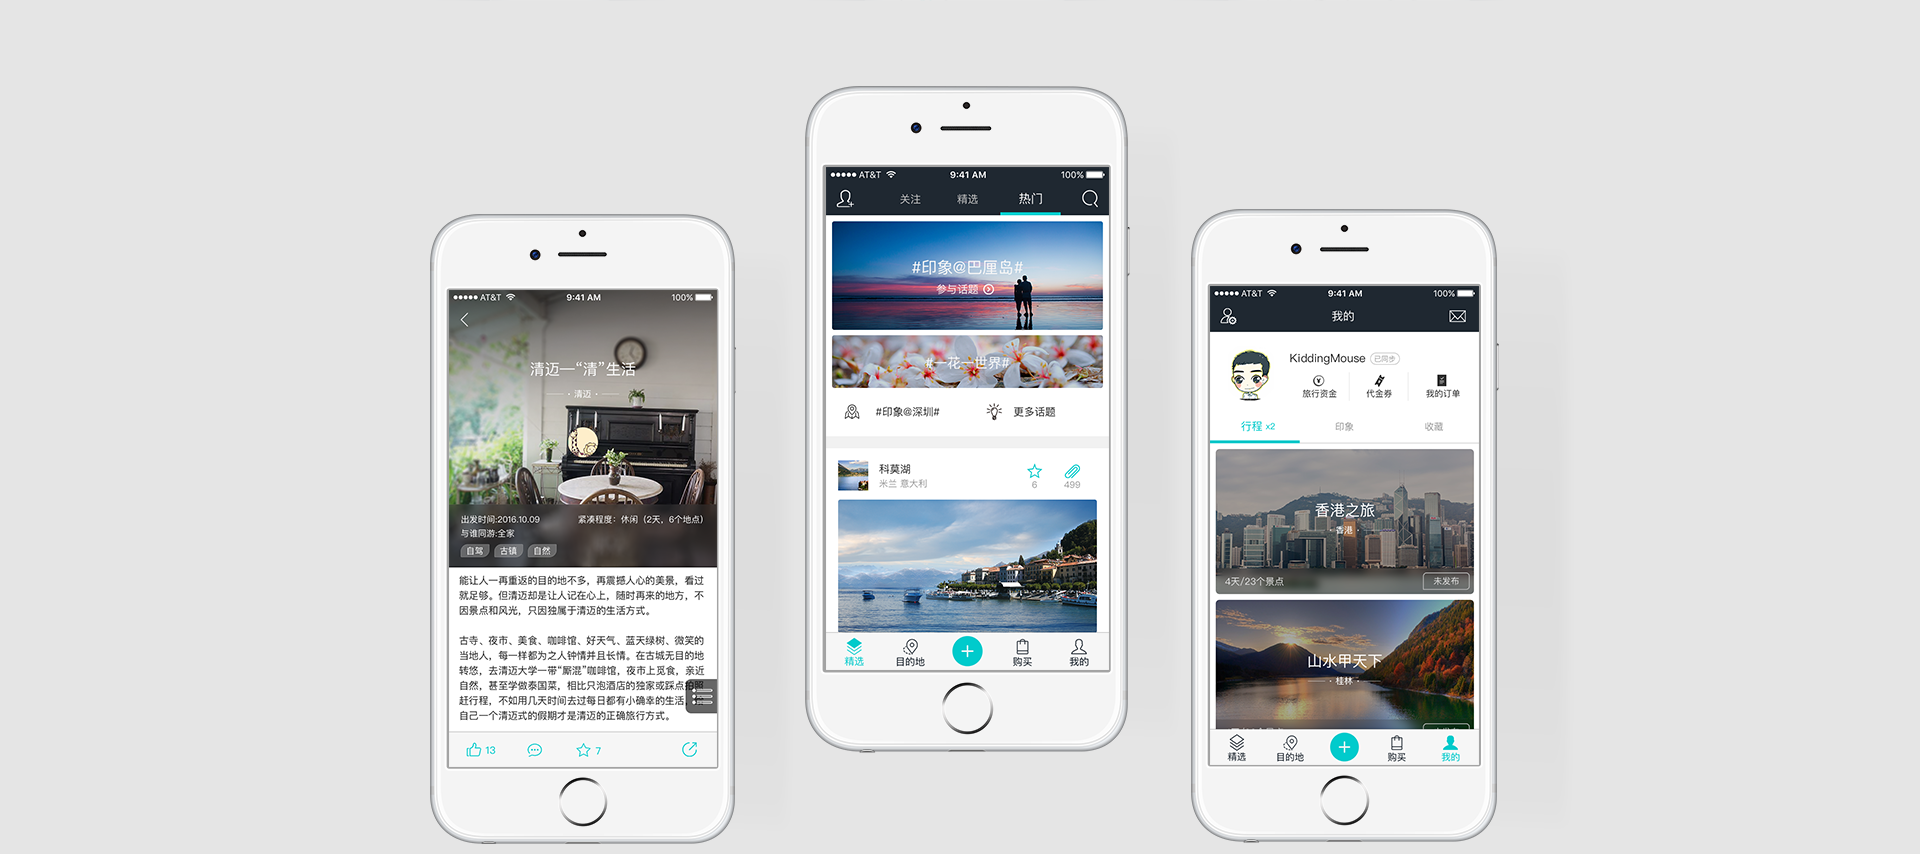 AT&T
9:41 AM
100%
清迈—“清”生活
· 清迈 ·
出发时间:2016.10.09
紧凑程度：休闲（2天，6个地点）
与谁同游:全家
自驾
古镇
自然
能让人一再重返的目的地不多，再震撼人心的美景，看过
就足够。但清迈却是让人记在心上，随时再来的地方，不
因景点和风光，只因独属于清迈的生活方式。
古寺、夜市、美食、咖啡馆、好天气、蓝天绿树、微笑的
当地人，每一样都为之人钟情并且长情。在古城无目的地
转悠，去清迈大学一带“厮混”咖啡馆，夜市上觅食，亲近
自然，甚至学做泰国菜，相比只泡酒店的独家或踩点拍照
赶行程，不如用几天时间去过每日都有小确幸的生活，
自己一个清迈式的假期才是清迈的正确旅行方式。
13
7
AT&T
9:41 AM
100%
关注
精选
热门
#印象@巴厘岛#
参与话题
#一花一世界#
#印象@深圳#
更多话题
科莫湖
米兰 意大利
6
499
精选
目的地
购买
我的
AT&T
9:41 AM
100%
我的
KiddingMouse
已同步
旅行资金
代金券
我的订单
行程 x2
印象
收藏
香港之旅
· 香港 ·
4天/23个景点
未发布
山水甲天下
· 桂林 ·
精选
目的地
购买
我的